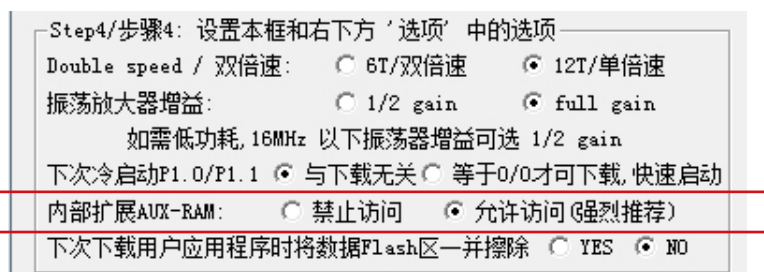 Step4/步骤4: 设置本框和右下方‘选项’中的选项
Double speed / 双倍速: 6T/双倍速 12T/单倍速
振荡放大器增益: 1/2 gain full gain
如需低功耗,16MHz 以下振荡器增益可选 1/2 gain
下次冷启动P1.0/P1.1 与下载无关 等于0/0才可下载,快速启动
内部扩展AUX-RAM: 禁止访问 允许访问(强烈推荐)
下次下载用户应用程序时将数据Flash区一并擦除 YES NO